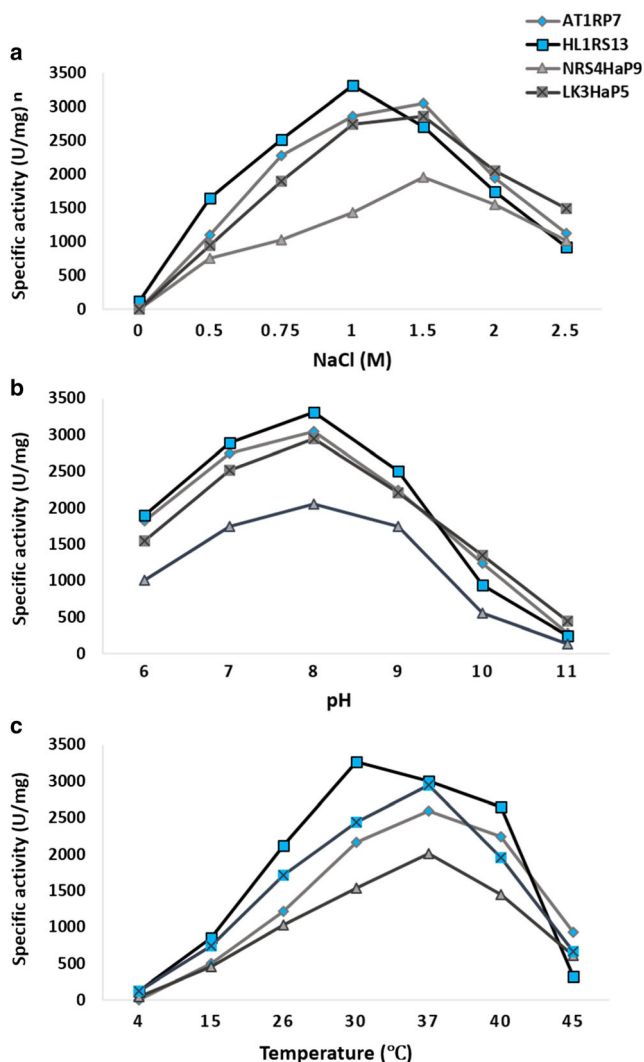 AT1RP7
HL1RS13
NRS4HaP9
LK3HaP5
a
Specific activity (U/mg) n
3500
3000
2500
2000
1500
1000
500
0
0 0.5 0.75 1 1.5 2 2.5
NaCl (M)
b
Specific activity (U/mg)
3500
3000
2500
2000
1500
1000
500
0
6 7 8 9 10 11
pH
c
Specific activity (U/mg)
3500
3000
2500
2000
1500
1000
500
0
4 15 26 30 37 40 45
Temperature (℃)